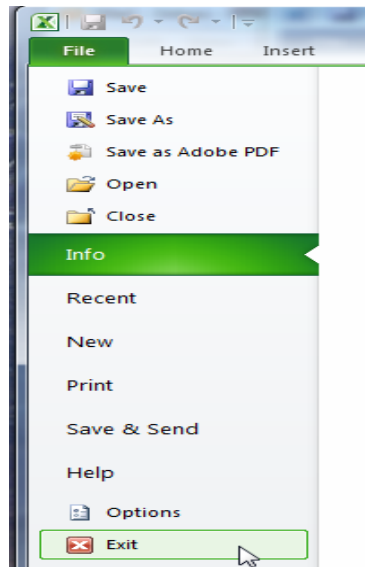 File Home Insert
Save
Save As
Save as Adobe PDF
Open
Close
Info
Recent
New
Print
Save & Send
Help
Options
Exit